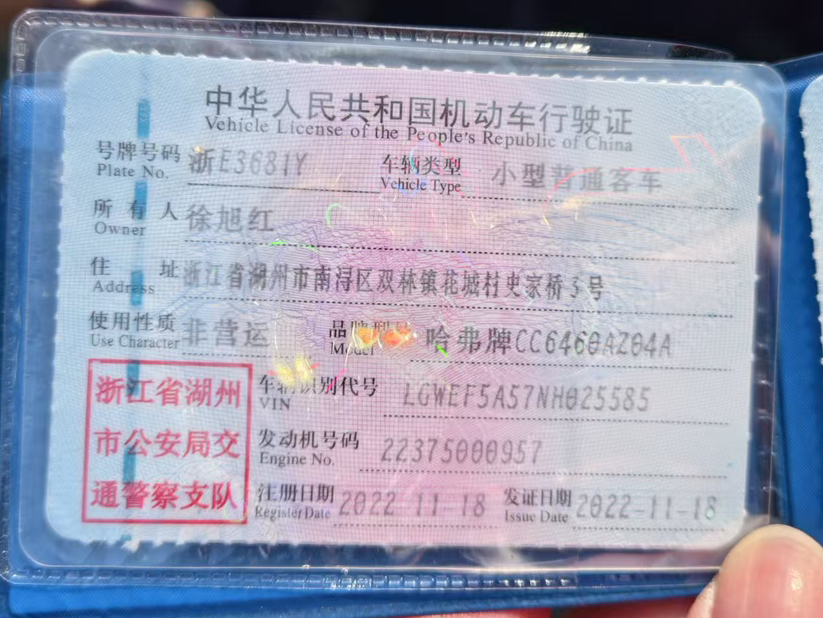 中华人民共和国机动车行驶证
Vehicle License of the People's Republic of China
号牌号码 浙E3681Y 车辆类型 小型普通客车
Plate No. Vehicle Type
所有人 徐旭红
Owner
住址 浙江省湖州市南浔区双林镇花城村史家桥5号
Address
使用性质 非营运 品牌型号 哈弗牌CC6460AZ04A
Use Character Model
浙江省湖州
市公安局交
通警察支队
车辆识别代号 LGWEF5A57NH025585
VIN
发动机号码 22375000957
Engine No.
注册日期 2022-11-18 发证日期 2022-11-18
Register Date Issue Date